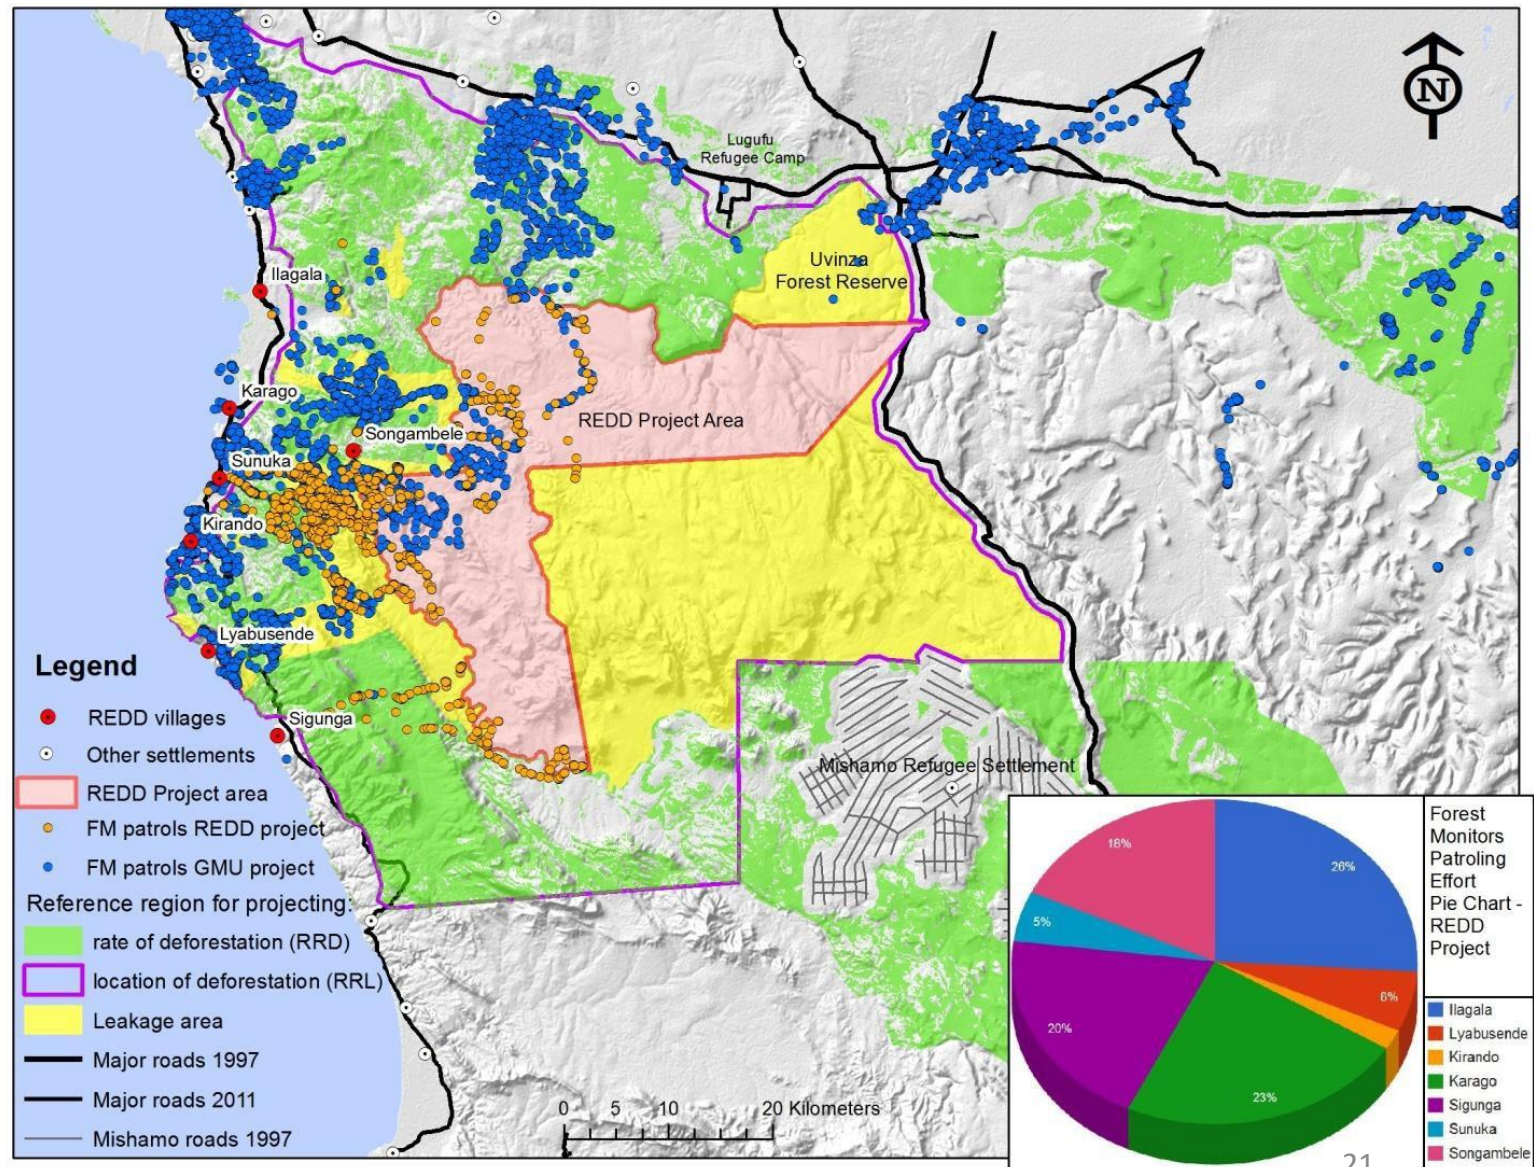 N
Lugufu
Refugee Camp
Uvinza
Forest Reserve
Ilagala
Karago
REDD Project Area
Songambele
Sunuka
Kirando
Lyabusende
Sigunga
Mishamo Refugee Settlement
Legend
REDD villages
Other settlements
REDD Project area
FM patrols REDD project
FM patrols GMU project
Reference region for projecting:
rate of deforestation (RRD)
location of deforestation (RRL)
Leakage area
Major roads 1997
Major roads 2011
Mishamo roads 1997
0 5 10 20 Kilometers
18%
26%
5%
6%
20%
23%
Forest
Monitors
Patroling
Effort
Pie Chart -
REDD
Project
Ilagala
Lyabusende
Kirando
Karago
Sigunga
Sunuka
Songambele
21